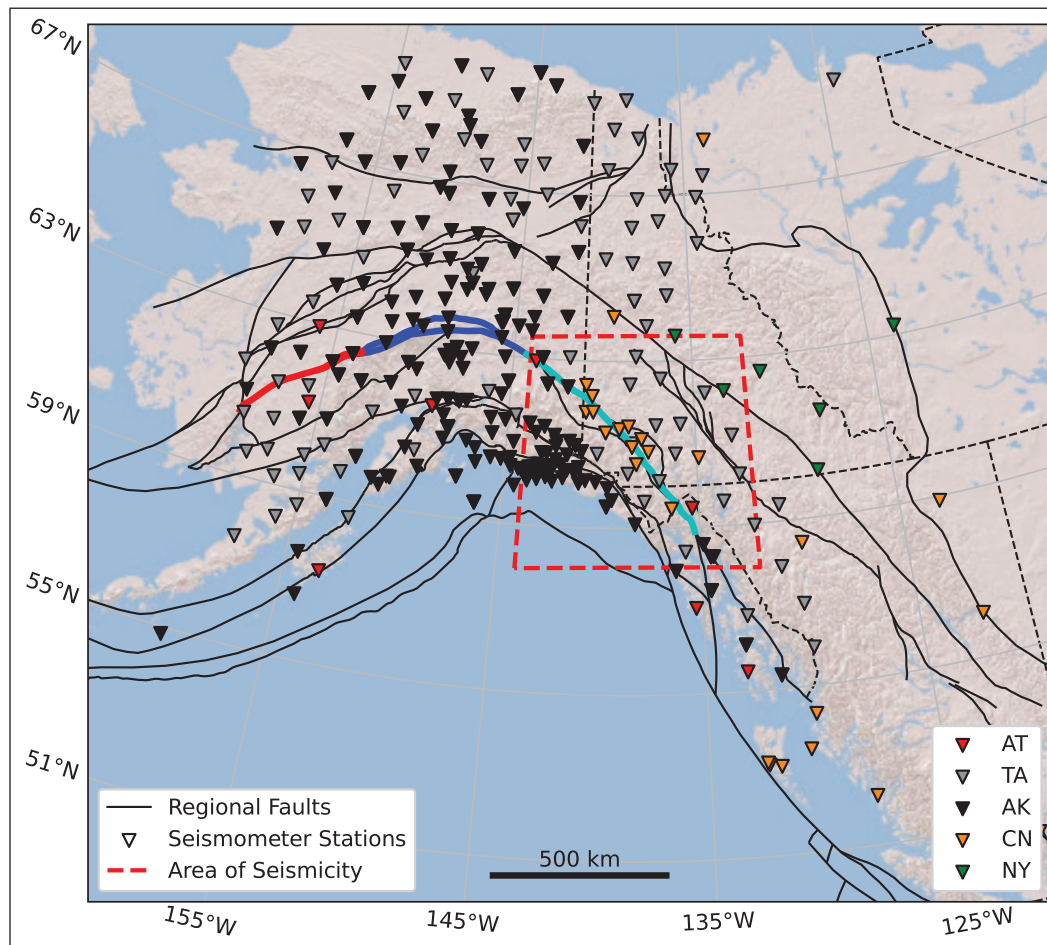 67°N
63°N
59°N
55°N
51°N
155°W
145°W
135°W
125°W
Regional Faults
Seismometer Stations
Area of Seismicity
500 km
AT
TA
AK
CN
NY